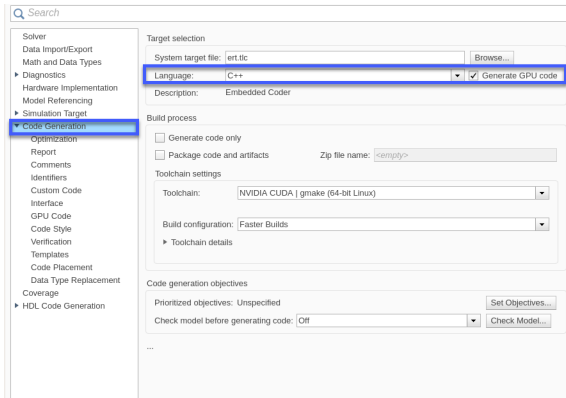 Search
Solver
Data Import/Export
Math and Data Types
Diagnostics
Hardware Implementation
Model Referencing
Simulation Target
Code Generation
Optimization
Report
Comments
Identifiers
Custom Code
Interface
GPU Code
Code Style
Verification
Templates
Code Placement
Data Type Replacement
Coverage
HDL Code Generation
Target selection
System target file: ert.tlc Browse...
Language: C++ Generate GPU code
Description: Embedded Coder
Build process
Generate code only
Package code and artifacts Zip file name: <empty>
Toolchain settings
Toolchain: NVIDIA CUDA | gmake (64-bit Linux)
Build configuration: Faster Builds
Toolchain details
Code generation objectives
Prioritized objectives: Unspecified Set Objectives...
Check model before generating code: Off Check Model...
...